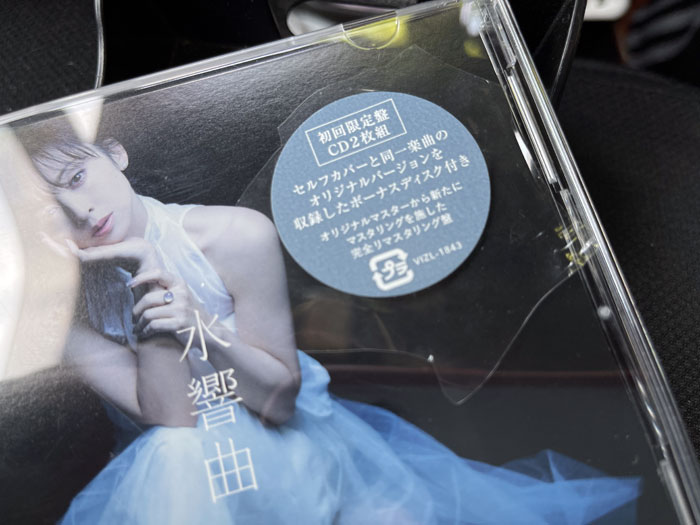 初回限定盤
CD2枚組
セルフカバーと同一楽曲の
オリジナルバージョンを
収録したボーナスディスク付き
オリジナルマスターから新たに
マスタリングを施した
完全リマスタリング盤
プラ
VIZL-1843
水響曲